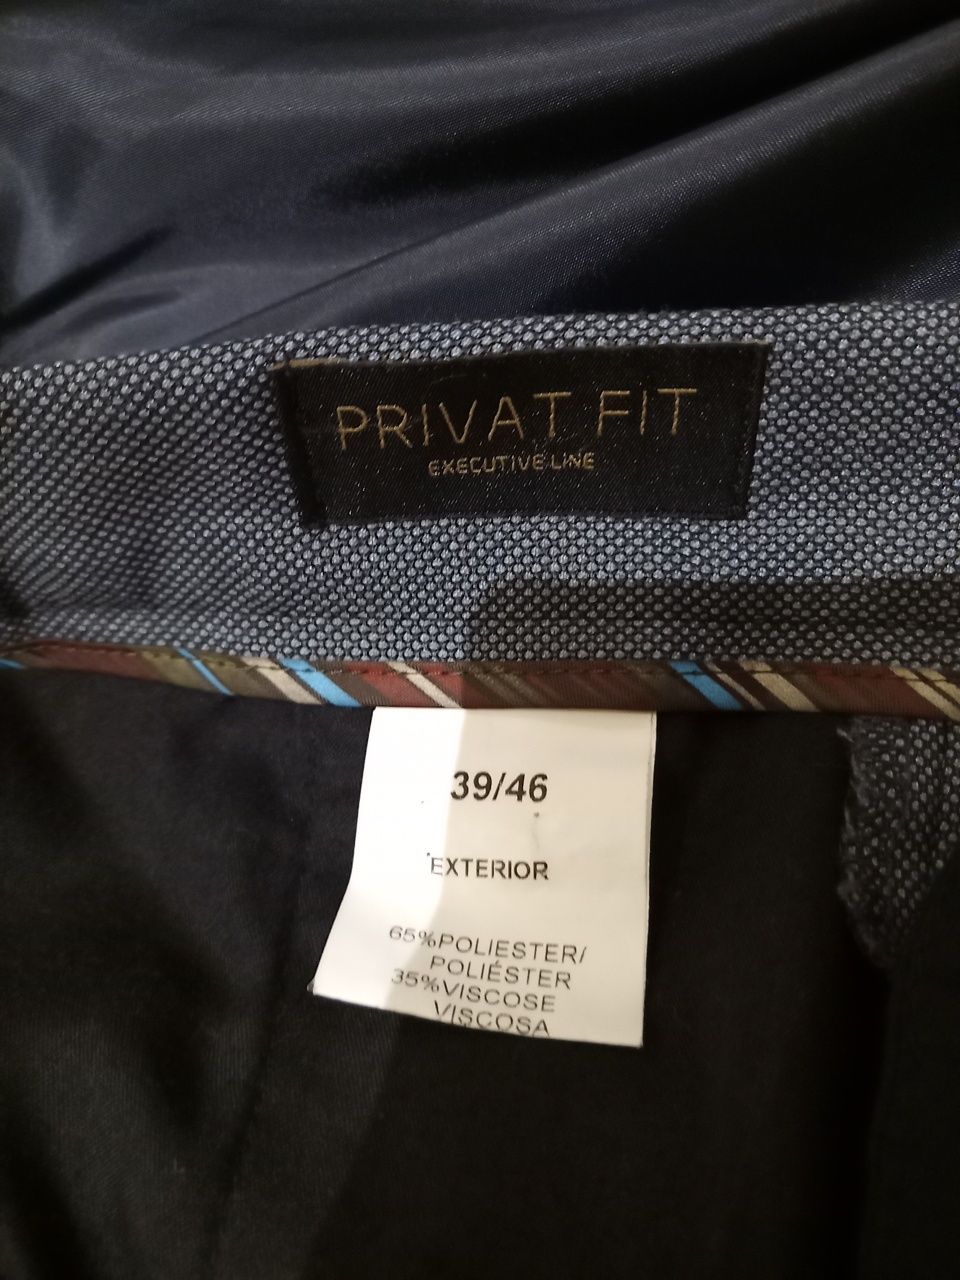 PRIVAT FIT
EXECUTIVE LINE
39/46
EXTERIOR
65%POLIESTER/
POLIÉSTER
35%VISCOSE
VISCOSA